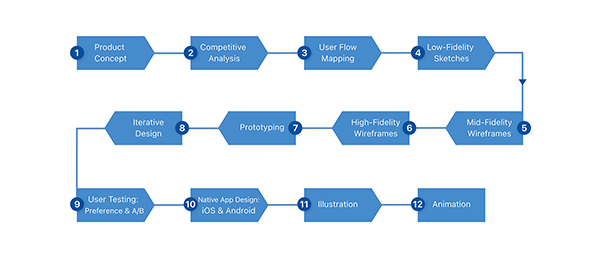 1
Product
Concept
2
Competitive
Analysis
3
User Flow
Mapping
4
Low-Fidelity
Sketches
5
Mid-Fidelity
Wireframes
6
High-Fidelity
Wireframes
7
Prototyping
8
Iterative
Design
9
User Testing:
Preference & A/B
10
Native App Design:
iOS & Android
11
Illustration
12
Animation